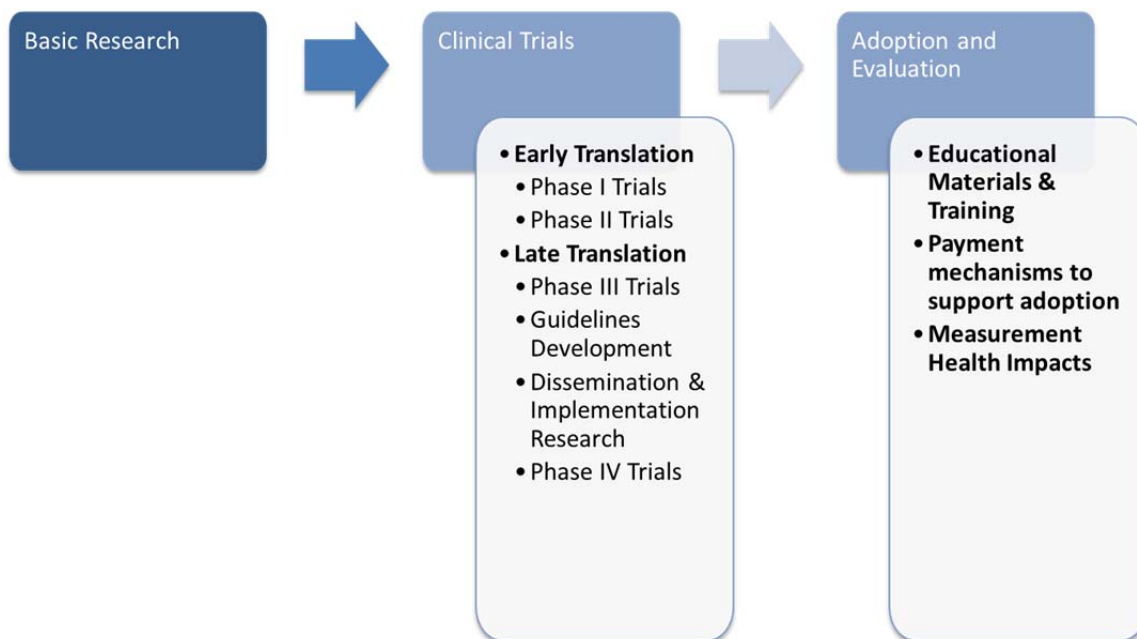 Basic Research
Clinical Trials
Adoption and
Evaluation
• Early Translation
• Phase I Trials
• Phase II Trials
• Late Translation
• Phase III Trials
• Guidelines
Development
• Dissemination &
Implementation
Research
• Phase IV Trials
• Educational
Materials &
Training
• Payment
mechanisms to
support adoption
• Measurement
Health Impacts